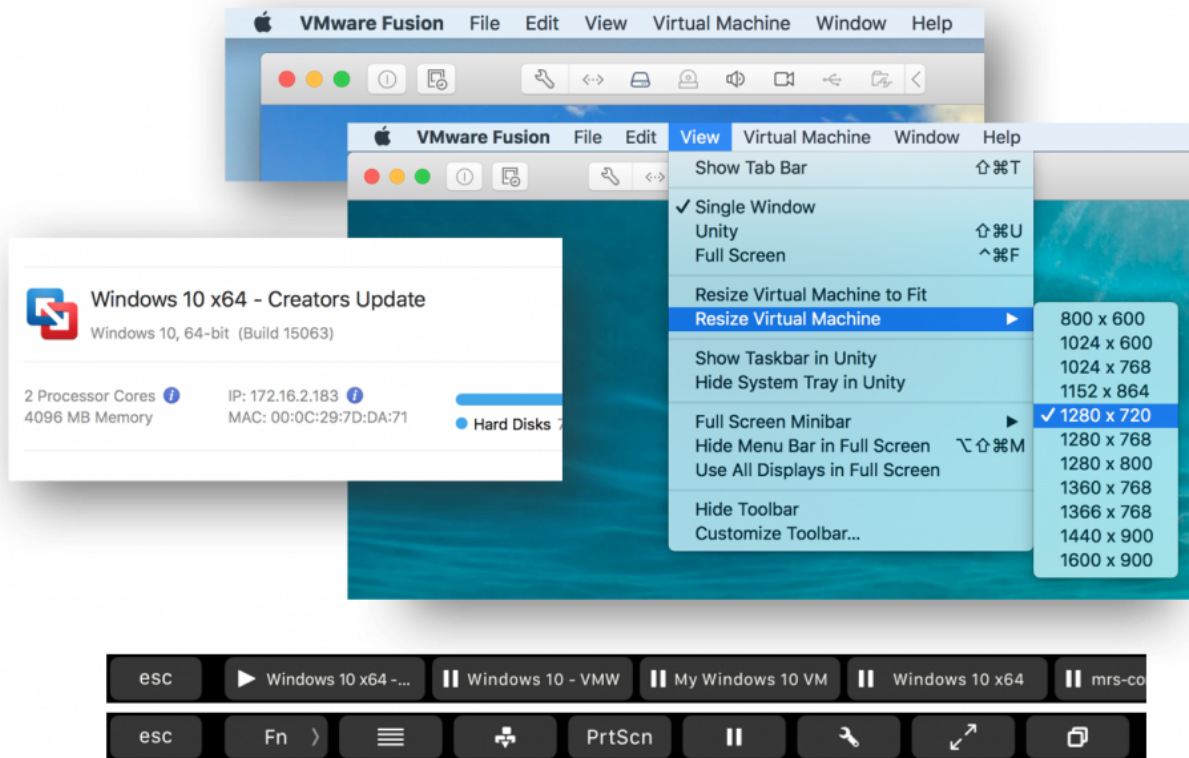 VMware Fusion File Edit View Virtual Machine Window Help
VMware Fusion File Edit View Virtual Machine Window Help
Show Tab Bar ⇧⌘T
✓ Single Window
Unity ⇧⌘U
Full Screen ^⌘F
Resize Virtual Machine to Fit
Resize Virtual Machine ▶
Show Taskbar in Unity
Hide System Tray in Unity
Full Screen Minibar ▶
Hide Menu Bar in Full Screen ⌥⇧⌘M
Use All Displays in Full Screen
Hide Toolbar
Customize Toolbar...
800 x 600
1024 x 600
1024 x 768
1152 x 864
✓ 1280 x 720
1280 x 768
1280 x 800
1360 x 768
1366 x 768
1440 x 900
1600 x 900
Windows 10 x64 - Creators Update
Windows 10, 64-bit (Build 15063)
2 Processor Cores IP: 172.16.2.183
4096 MB Memory MAC: 00:0C:29:7D:DA:71
Hard Disks
esc Windows 10 x64 -... Windows 10 - VMW My Windows 10 VM Windows 10 x64 mrs-co
esc Fn PrtScn